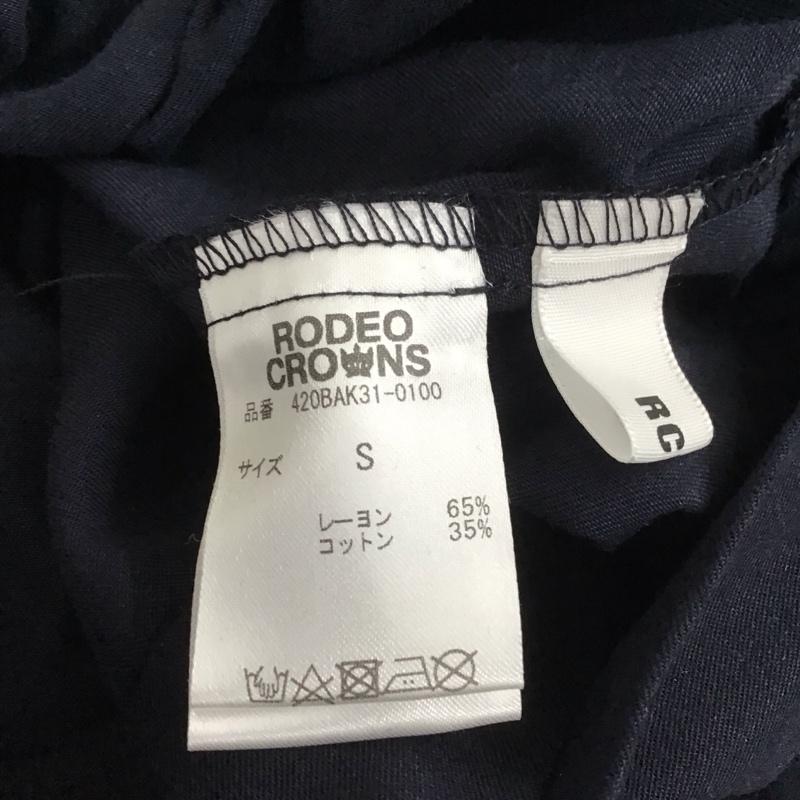 RODEO
CROWNS
品番 420BAK31-0100
サイズ S
レーヨン 65%
コットン 35%
RC